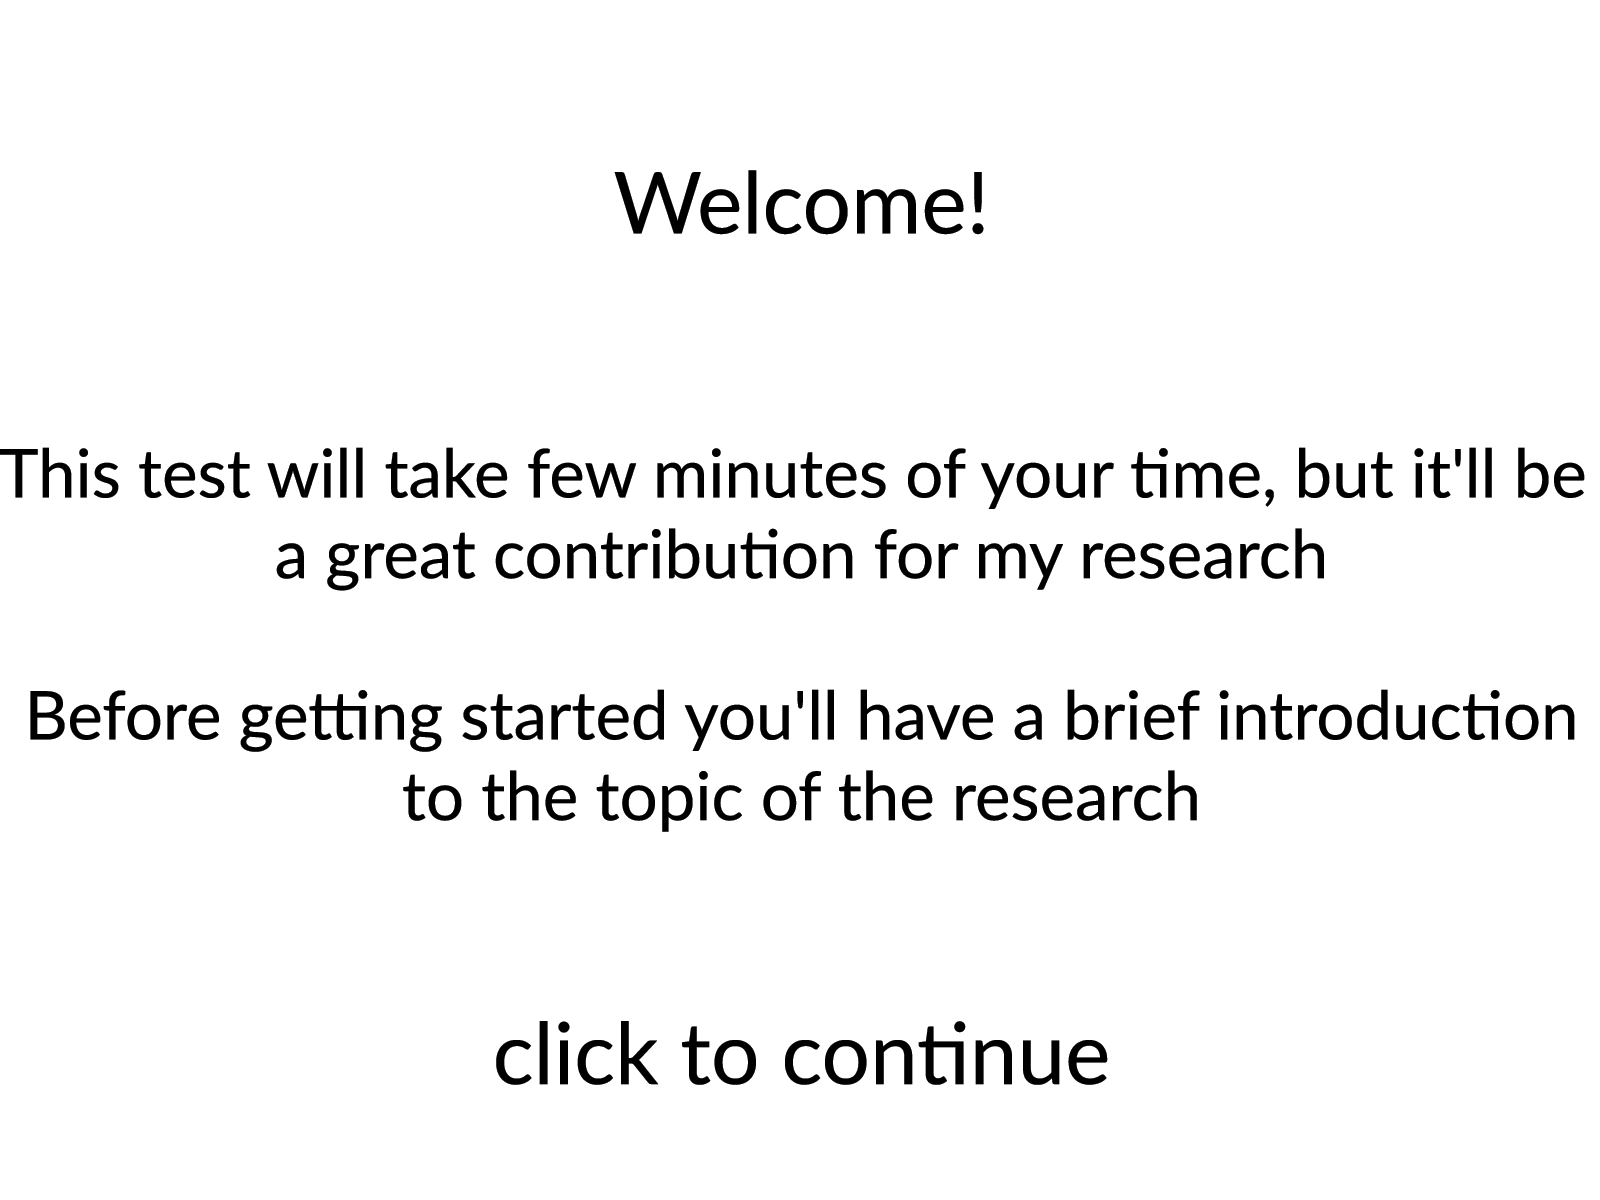 Welcome!
This test will take few minutes of your time, but it'll be
a great contribution for my research
Before getting started you'll have a brief introduction
to the topic of the research
click to continue